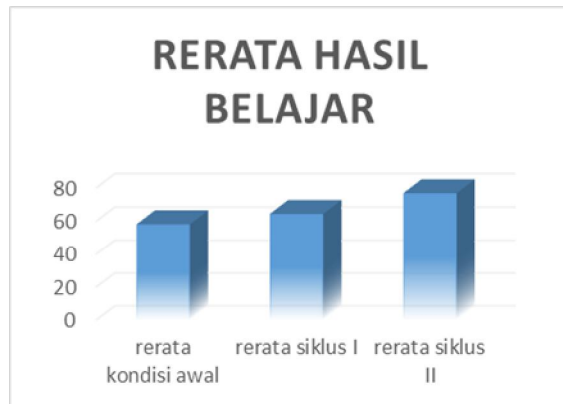 RERATA HASIL
BELAJAR
80
60
40
20
0
rerata
kondisi awal
rerata siklus I
rerata siklus
II